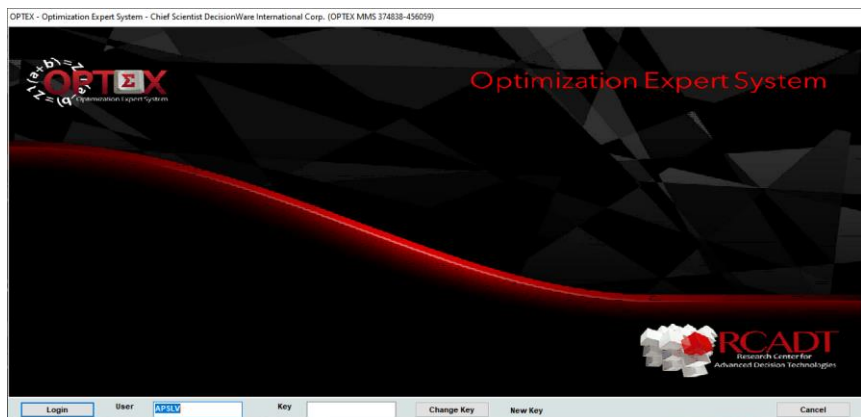 OPTEX - Optimization Expert System - Chief Scientist DecisionWare International Corp. (OPTEX MMS 374838-456059)
OPTEX
Σ
Optimization Expert System
Optimization Expert System
RCADT
Research Center for
Advanced Decision Technologies
Login User APSLV Key Change Key New Key Cancel